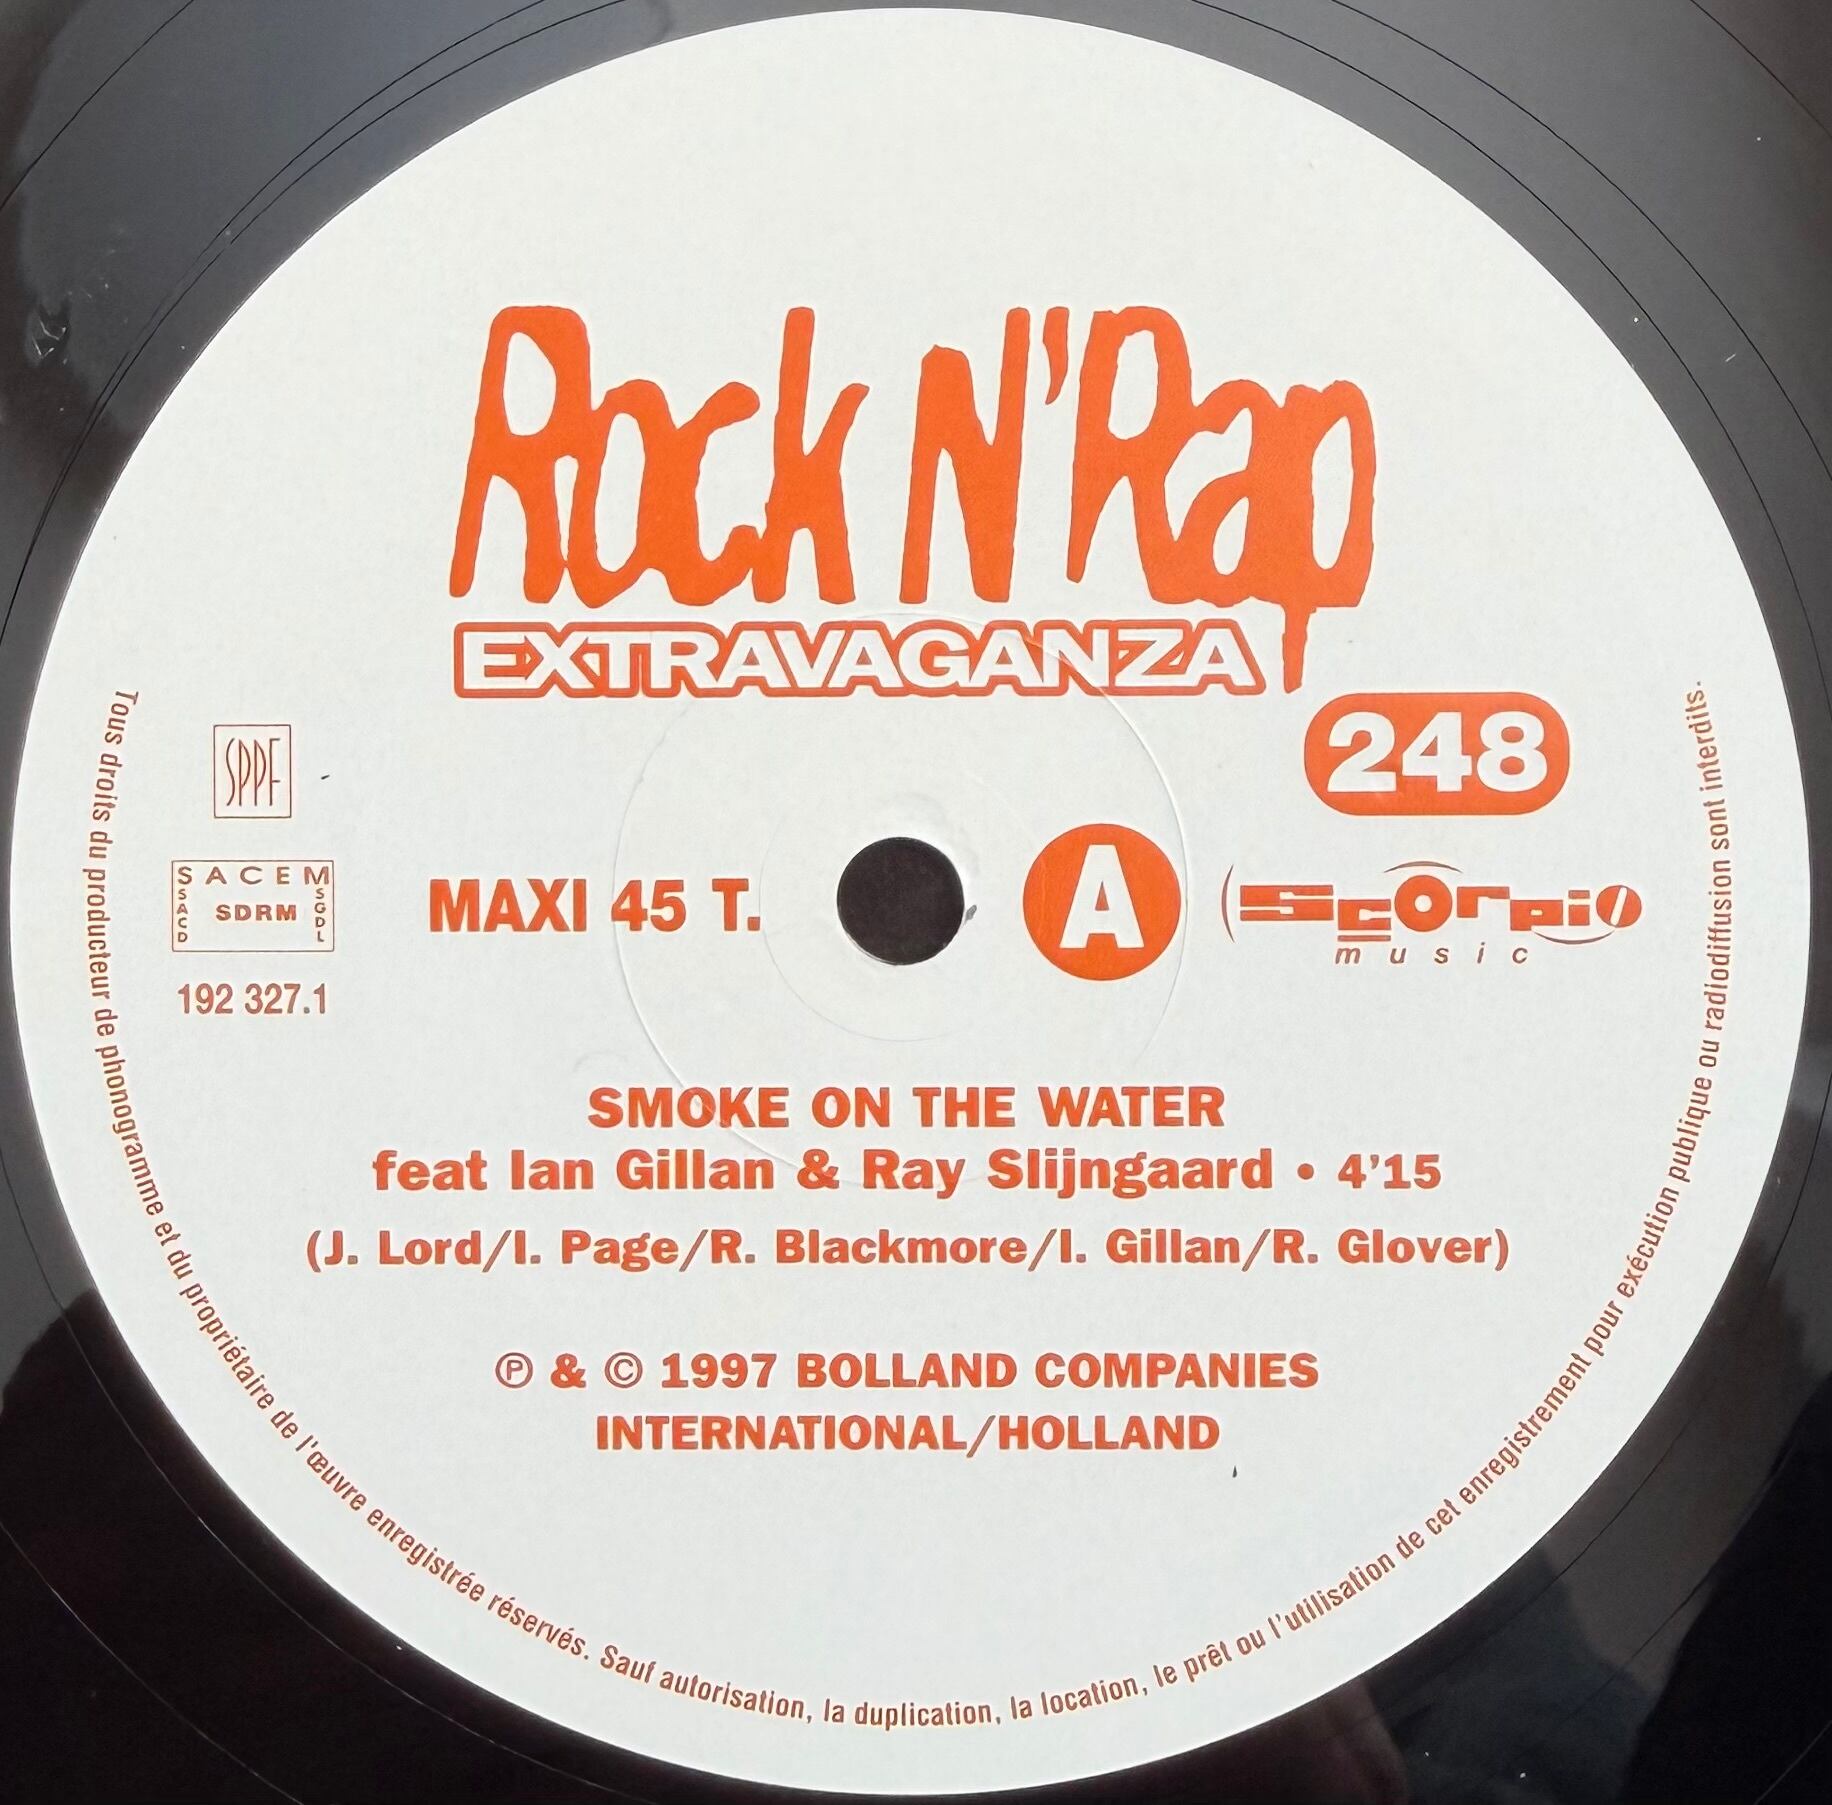 Rock N'Rap
EXTRAVAGANZA
248
SPPF
SACEM
SACD
SDRM
SGDL
192 327.1
MAXI 45 T.
A
Scorpio
music
SMOKE ON THE WATER
feat Ian Gillan & Ray Slijngaard • 4'15
(J. Lord/I. Page/R. Blackmore/I. Gillan/R. Glover)
℗ & © 1997 BOLLAND COMPANIES
INTERNATIONAL/HOLLAND
Tous droits du producteur de phonogramme et du propriétaire de l'œuvre enregistrée réservés. Sauf autorisation, la duplication, la location, le prêt ou l'utilisation de cet enregistrement pour exécution publique ou radiodiffusion sont interdits.